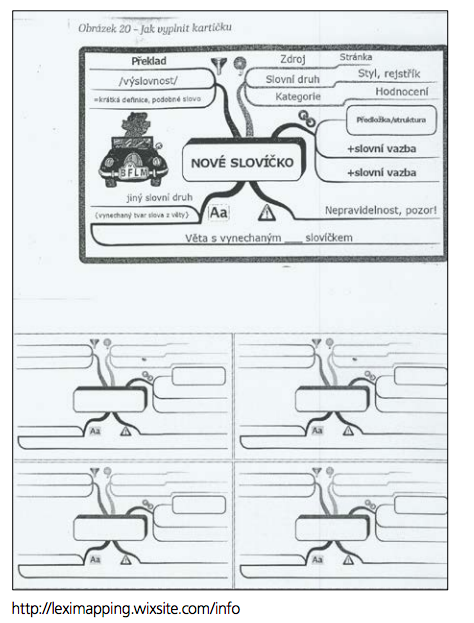 Obrázek 20 – Jak vyplnit kartičku
Překlad
/výslovnost/
=krátká definice, podobné slovo
Zdroj
Stránka
Slovní druh
Styl, rejstřík
Kategorie
Hodnocení
Předložka/struktura
+slovní vazba
+slovní vazba
NOVÉ SLOVÍČKO
BFLM
jiný slovní druh
(vynechaný tvar slova z věty)
Aa
Nepravidelnost, pozor!
Věta s vynechaným ___ slovíčkem
Aa
Aa
Aa
Aa
http://leximapping.wixsite.com/info